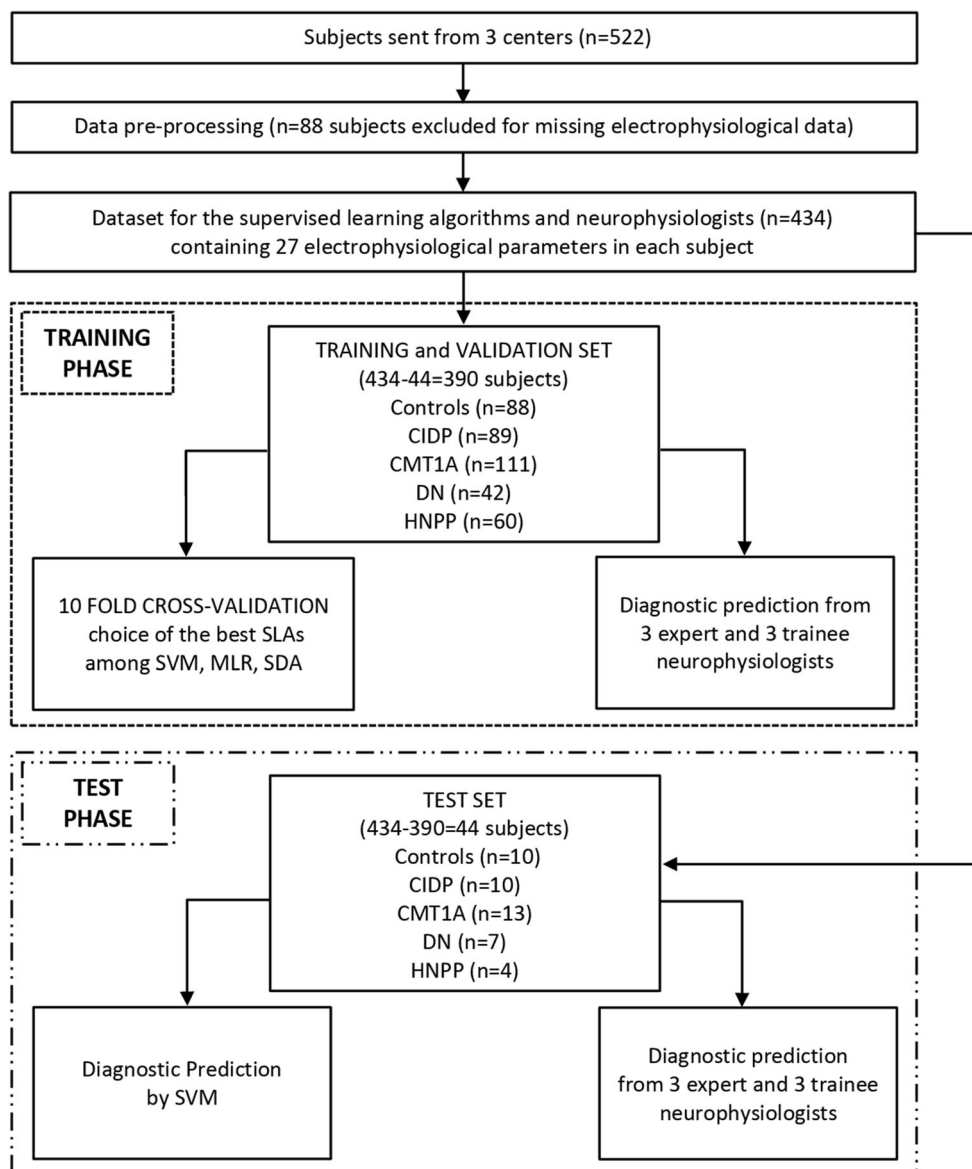 Subjects sent from 3 centers (n=522)
Data pre-processing (n=88 subjects excluded for missing electrophysiological data)
Dataset for the supervised learning algorithms and neurophysiologists (n=434)
containing 27 electrophysiological parameters in each subject
TRAINING
PHASE
TRAINING and VALIDATION SET
(434-44=390 subjects)
Controls (n=88)
CIDP (n=89)
CMT1A (n=111)
DN (n=42)
HNPP (n=60)
10 FOLD CROSS-VALIDATION
choice of the best SLAs
among SVM, MLR, SDA
Diagnostic prediction from
3 expert and 3 trainee
neurophysiologists
TEST
PHASE
TEST SET
(434-390=44 subjects)
Controls (n=10)
CIDP (n=10)
CMT1A (n=13)
DN (n=7)
HNPP (n=4)
Diagnostic Prediction
by SVM
Diagnostic prediction
from 3 expert and 3 trainee
neurophysiologists